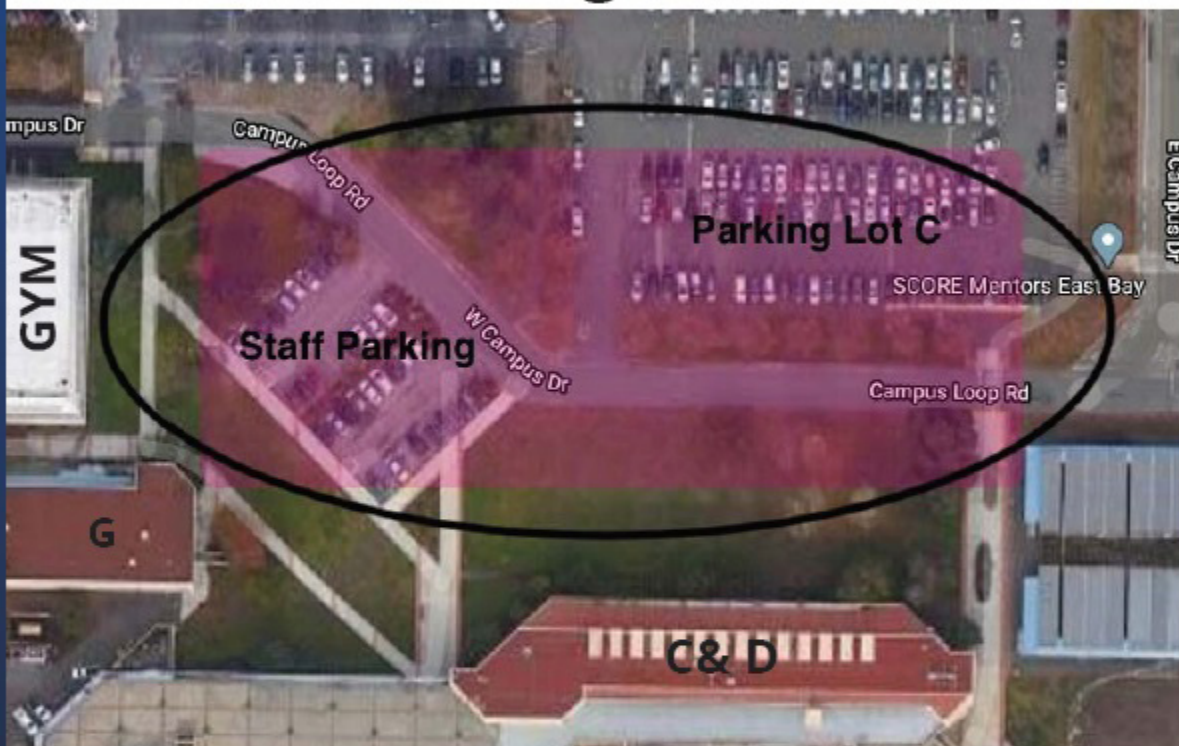 mpus Dr
Campus Loop Rd
E Campus Dr
Parking Lot C
GYM
SCORE Mentors East Bay
Staff Parking
W Campus Dr
Campus Loop Rd
G
C& D